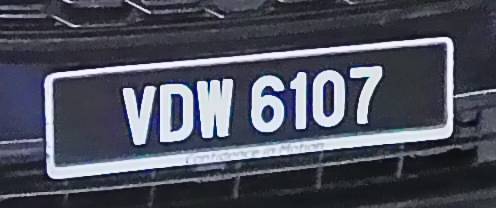 VDW 6107
Confidence in Motion